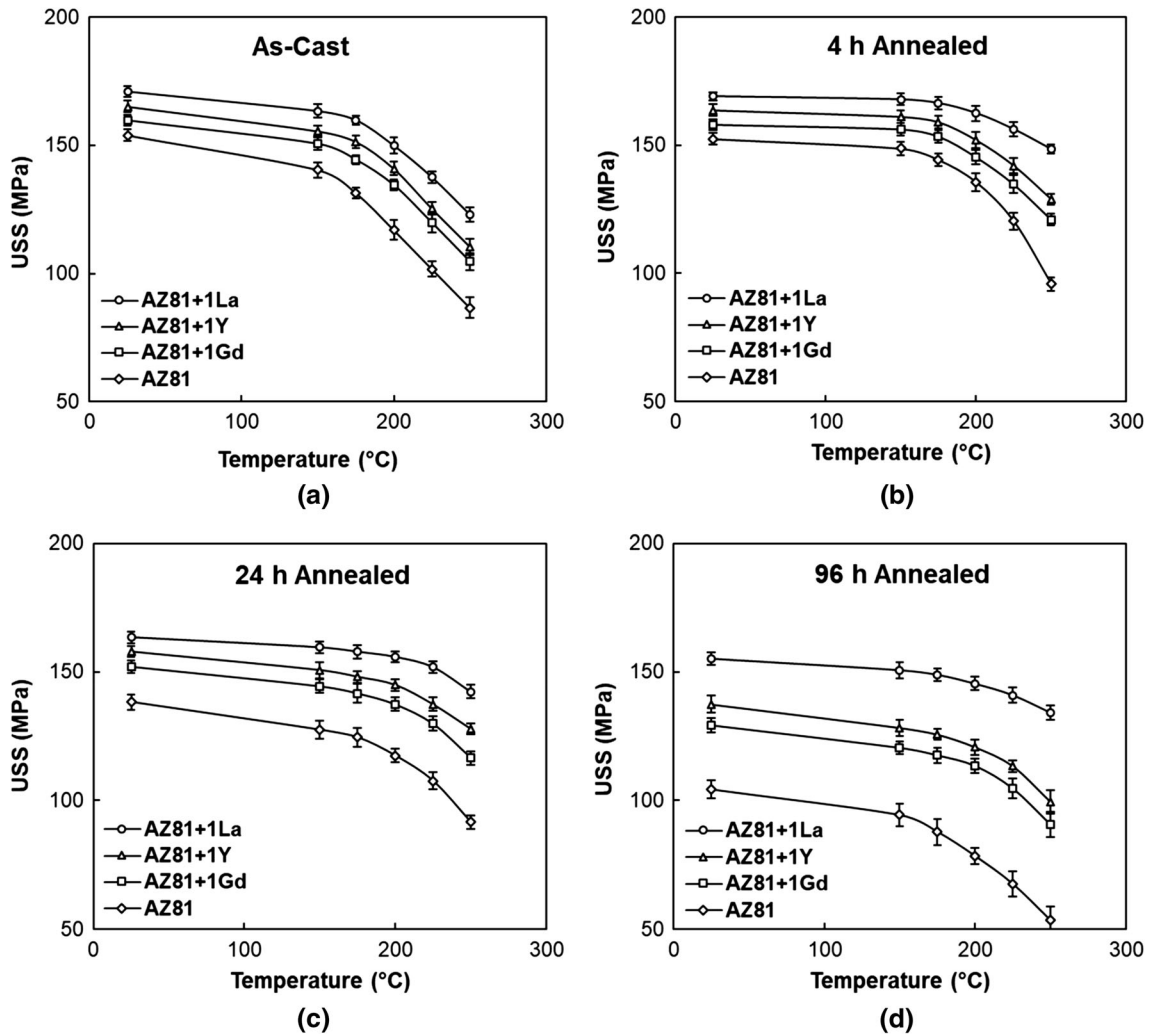 As-Cast
200
150
100
50
USS (MPa)
AZ81+1La
AZ81+1Y
AZ81+1Gd
AZ81
0 100 200 300
Temperature (°C)
(a)
4 h Annealed
200
150
100
50
USS (MPa)
AZ81+1La
AZ81+1Y
AZ81+1Gd
AZ81
0 100 200 300
Temperature (°C)
(b)
24 h Annealed
200
150
100
50
USS (MPa)
AZ81+1La
AZ81+1Y
AZ81+1Gd
AZ81
0 100 200 300
Temperature (°C)
(c)
96 h Annealed
200
150
100
50
USS (MPa)
AZ81+1La
AZ81+1Y
AZ81+1Gd
AZ81
0 100 200 300
Temperature (°C)
(d)